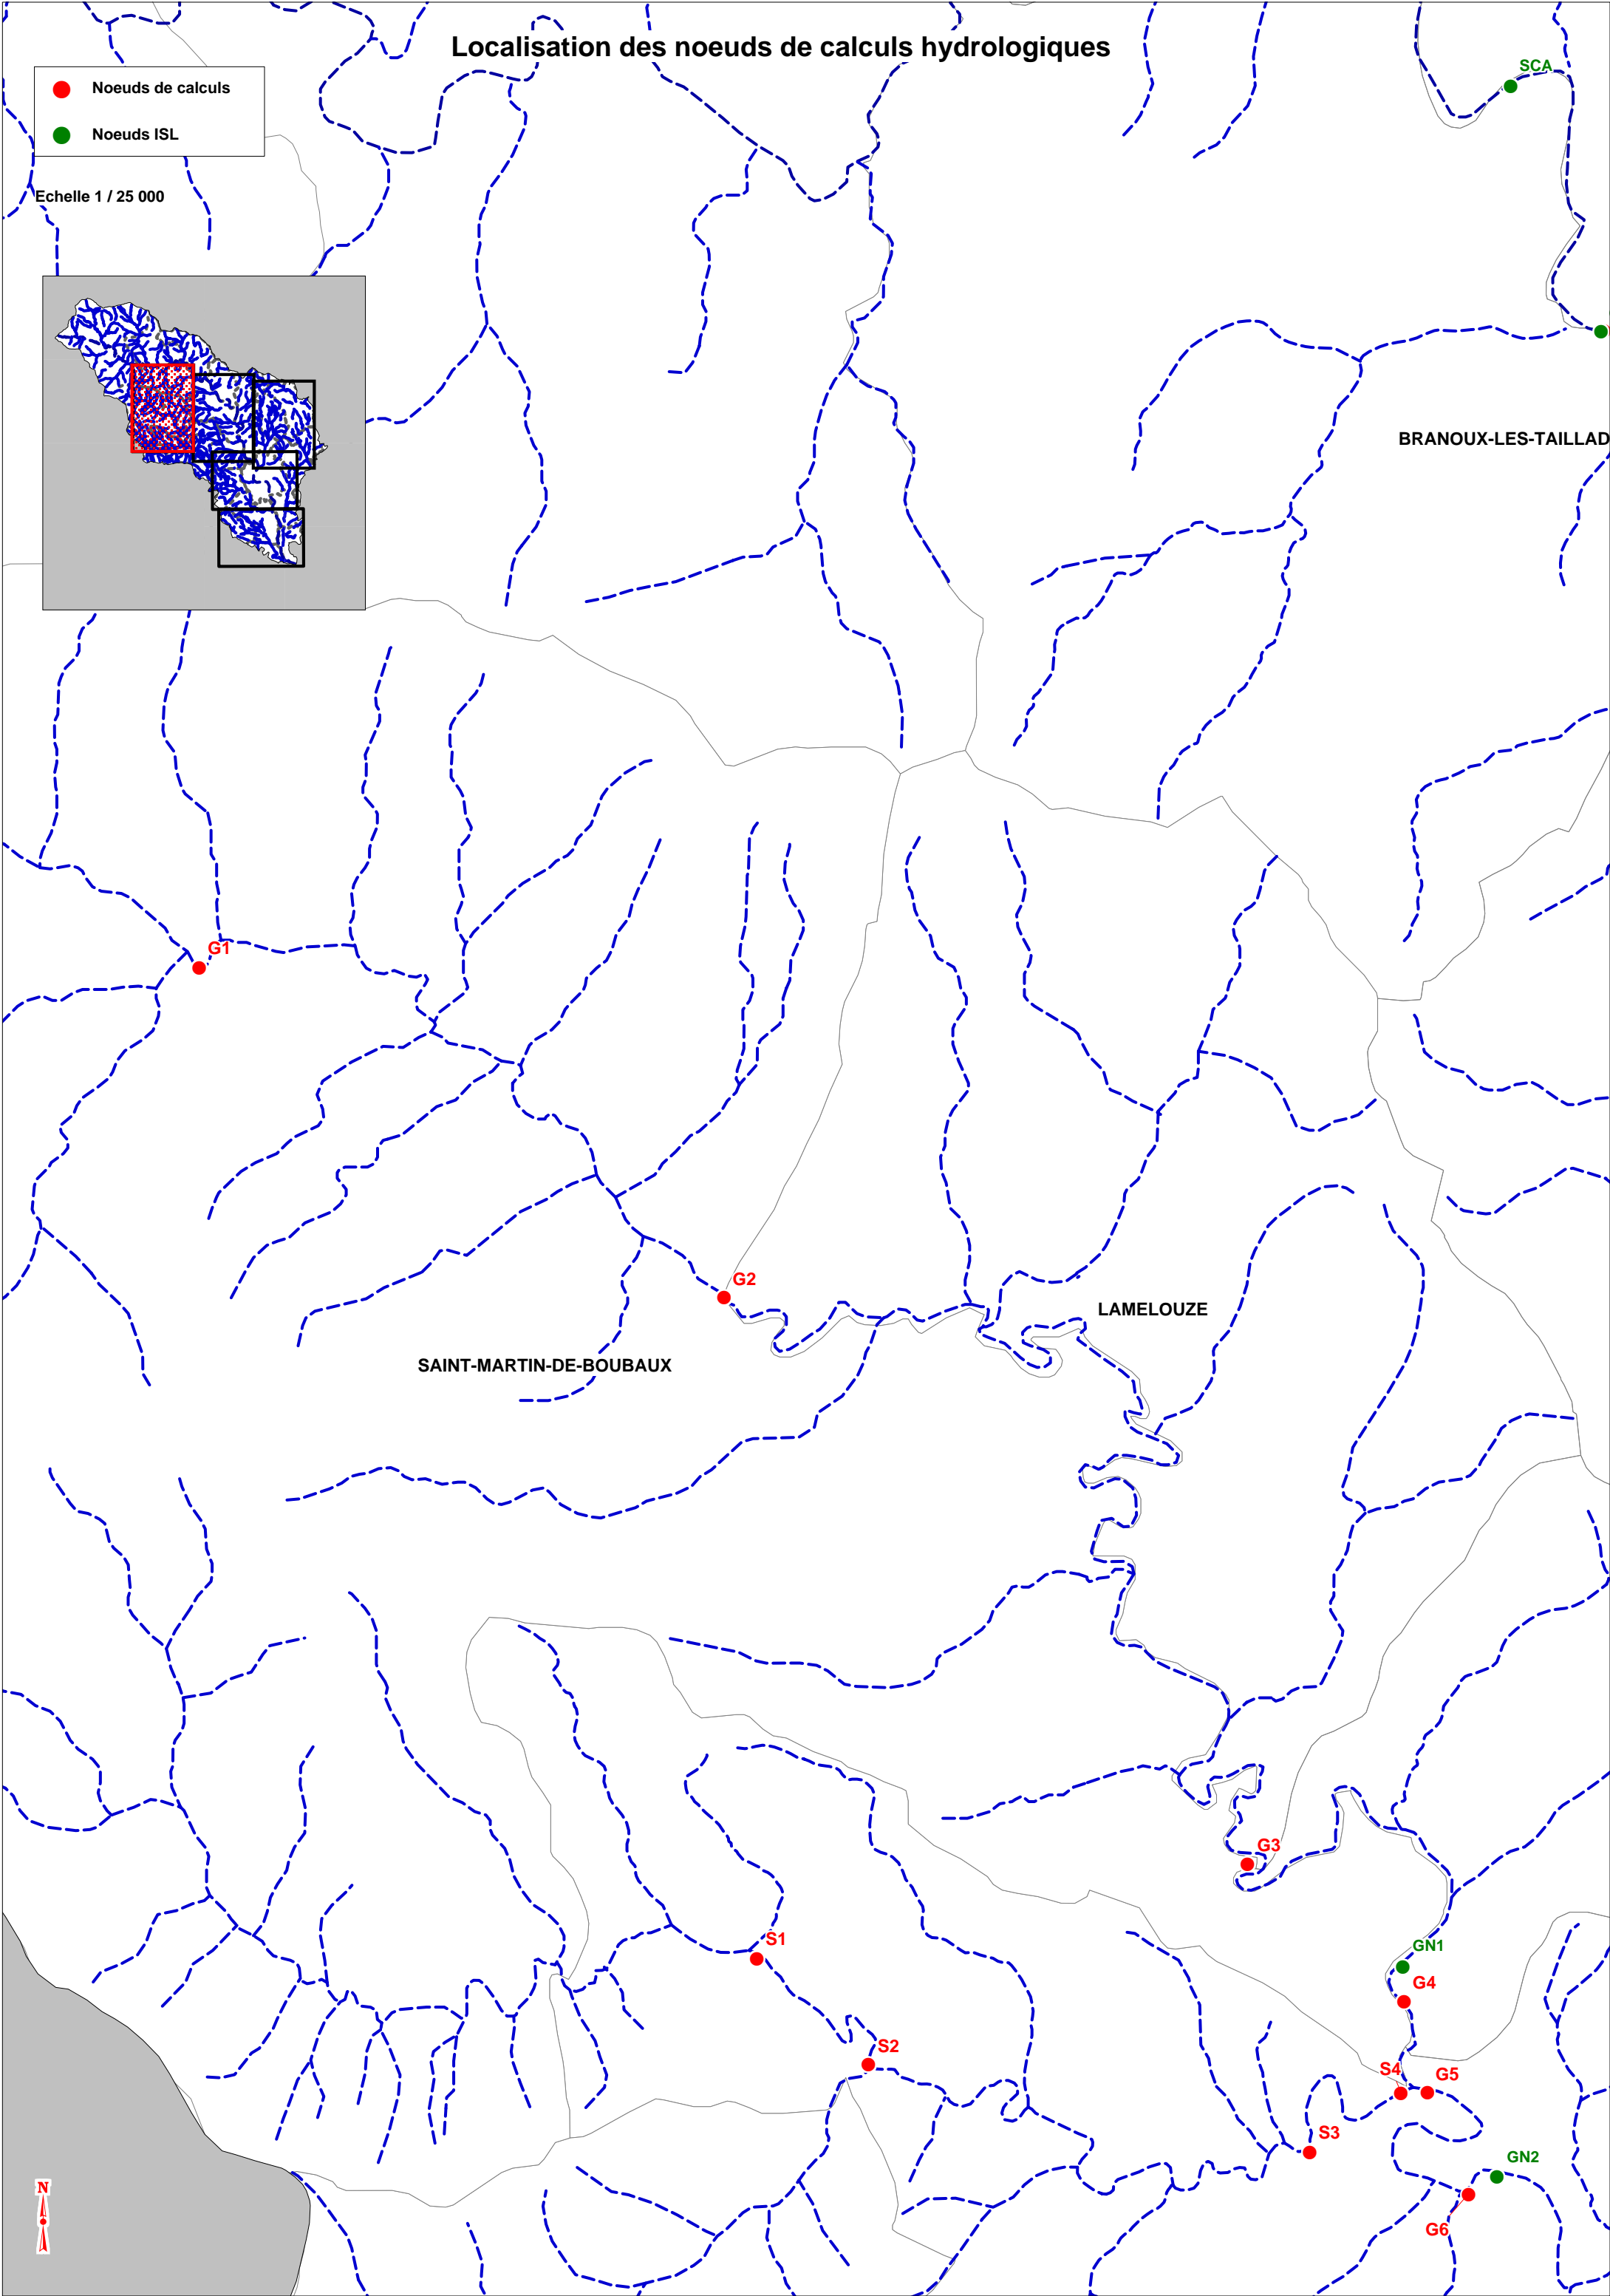 Localisation des noeuds de calculs hydrologiques
SCA
Noeuds de calculs
Noeuds ISL
Echelle 1 / 25 000
BRANOUX-LES-TAILLAD
G1
G2
LAMELOUZE
SAINT-MARTIN-DE-BOUBAUX
G3
S1
GN1
G4
S2
S4
G5
S3
GN2
N
G6